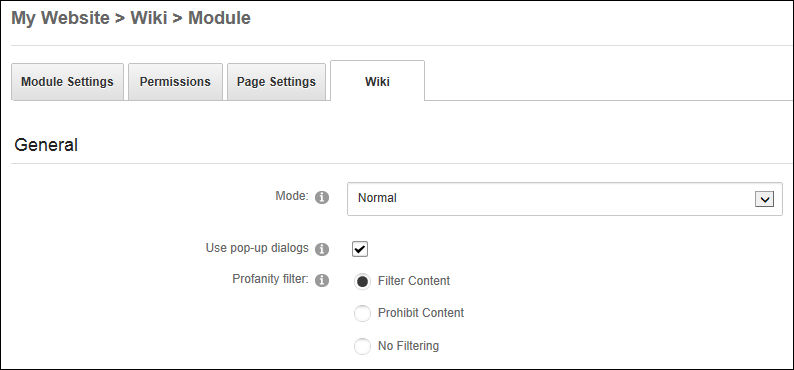 My Website > Wiki > Module
Module Settings Permissions Page Settings Wiki
General
Mode: Normal
Use pop-up dialogs
Profanity filter: Filter Content
Prohibit Content
No Filtering